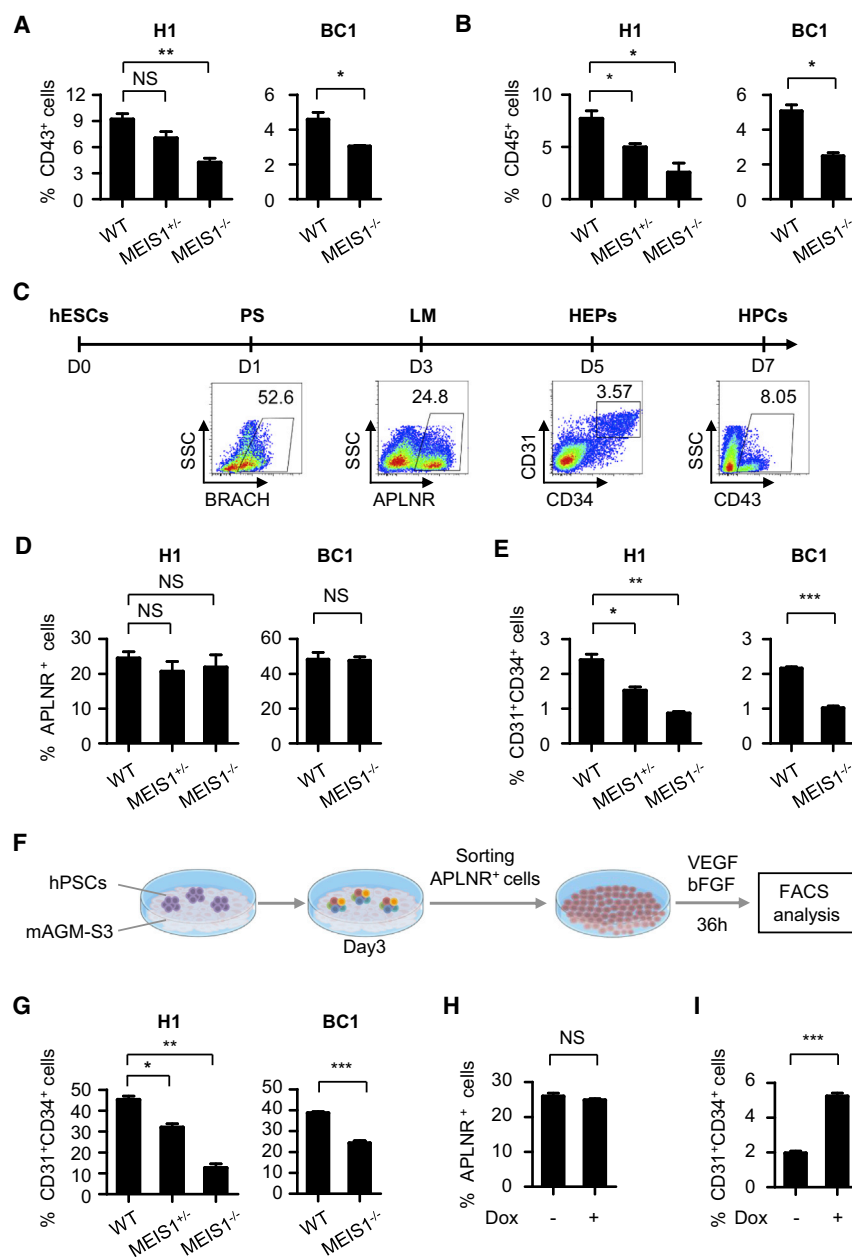 A
H1
BC1
**
NS
*
% CD43+ cells
12
9
6
3
0
6
4
2
0
WT
MEIS1+/-
MEIS1-/-
WT
MEIS1-/-
B
H1
BC1
*
*
*
% CD45+ cells
10
5
0
6
4
2
0
WT
MEIS1+/-
MEIS1-/-
WT
MEIS1-/-
C
hESCs PS LM HEPs HPCs
D0 D1 D3 D5 D7
52.6 24.8 3.57 8.05
SSC SSC CD31 SSC
BRACH APLNR CD34 CD43
D
H1
BC1
NS
NS
NS
% APLNR+ cells
30
20
10
0
60
40
20
0
WT
MEIS1+/-
MEIS1-/-
WT
MEIS1-/-
E
H1
BC1
**
*
***
% CD31+CD34+ cells
3
2
1
0
3
2
1
0
WT
MEIS1+/-
MEIS1-/-
WT
MEIS1-/-
F
hPSCs
mAGM-S3
Day3
Sorting
APLNR+ cells
VEGF
bFGF
36h
FACS
analysis
G
H1
BC1
**
*
***
% CD31+CD34+ cells
50
40
30
20
10
0
50
40
30
20
10
0
WT
MEIS1+/-
MEIS1-/-
WT
MEIS1-/-
H
NS
% APLNR+ cells
30
20
10
0
Dox - +
I
***
% CD31+CD34+ cells
6
4
2
0
Dox - +